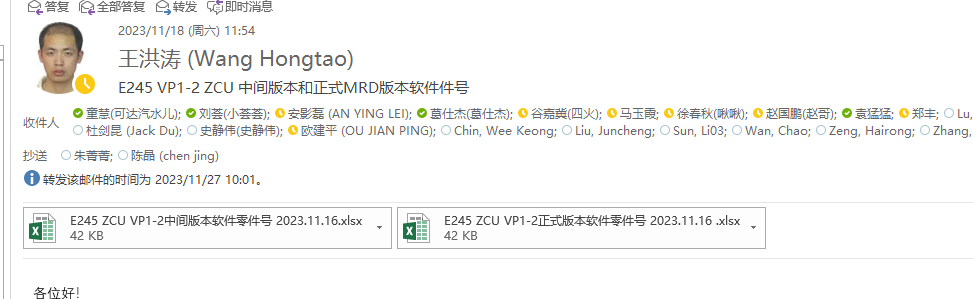 答复 全部答复 转发 即时消息
2023/11/18 (周六) 11:54
王洪涛 (Wang Hongtao)
E245 VP1-2 ZCU 中间版本和正式MRD版本软件件号
收件人
童慧(可达汽水儿); 刘荟(小荟荟); 安影磊 (AN YING LEI); 葛仕杰(葛仕杰); 谷嘉冀(四火); 马玉霞; 徐春秋(啾啾); 赵国鹏(赵哥); 袁猛猛; 郑丰; Lu,
杜剑昆 (Jack Du); 史静伟(史静伟); 欧建平 (OU JIAN PING); Chin, Wee Keong; Liu, Juncheng; Sun, Li03; Wan, Chao; Zeng, Hairong; Zhang,
抄送 朱菁菁; 陈晶 (chen jing)
转发该邮件的时间为 2023/11/27 10:01。
E245 ZCU VP1-2中间版本软件零件号 2023.11.16.xlsx
42 KB
E245 ZCU VP1-2正式版本软件零件号 2023.11.16 .xlsx
42 KB
各位好!